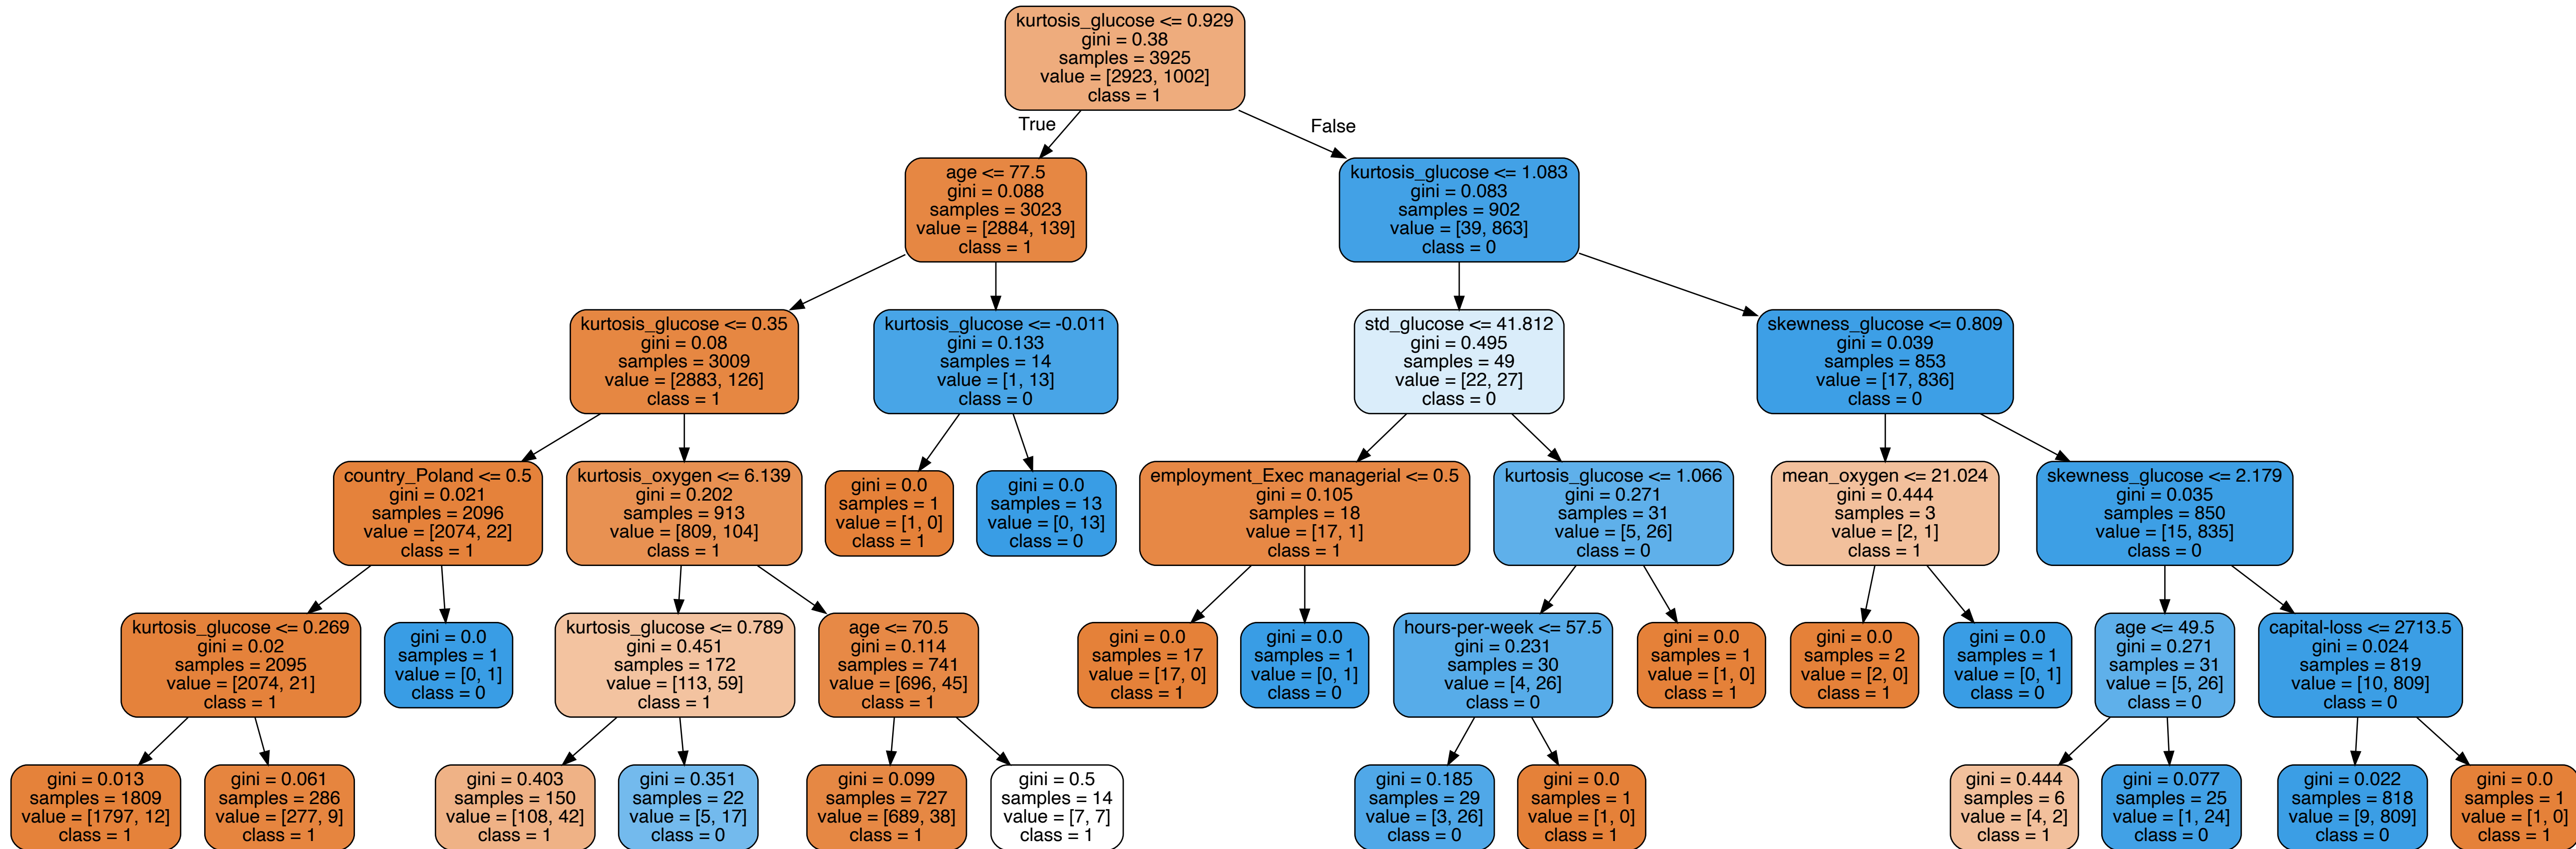 kurtosis_glucose <= 0.929
gini = 0.38
samples = 3925
value = [2923, 1002]
class = 1
True
False
age <= 77.5
gini = 0.088
samples = 3023
value = [2884, 139]
class = 1
kurtosis_glucose <= 1.083
gini = 0.083
samples = 902
value = [39, 863]
class = 0
kurtosis_glucose <= 0.35
gini = 0.08
samples = 3009
value = [2883, 126]
class = 1
kurtosis_glucose <= -0.011
gini = 0.133
samples = 14
value = [1, 13]
class = 0
std_glucose <= 41.812
gini = 0.495
samples = 49
value = [22, 27]
class = 0
skewness_glucose <= 0.809
gini = 0.039
samples = 853
value = [17, 836]
class = 0
country_Poland <= 0.5
gini = 0.021
samples = 2096
value = [2074, 22]
class = 1
kurtosis_oxygen <= 6.139
gini = 0.202
samples = 913
value = [809, 104]
class = 1
gini = 0.0
samples = 1
value = [1, 0]
class = 1
gini = 0.0
samples = 13
value = [0, 13]
class = 0
employment_Exec managerial <= 0.5
gini = 0.105
samples = 18
value = [17, 1]
class = 1
kurtosis_glucose <= 1.066
gini = 0.271
samples = 31
value = [5, 26]
class = 0
mean_oxygen <= 21.024
gini = 0.444
samples = 3
value = [2, 1]
class = 1
skewness_glucose <= 2.179
gini = 0.035
samples = 850
value = [15, 835]
class = 0
kurtosis_glucose <= 0.269
gini = 0.02
samples = 2095
value = [2074, 21]
class = 1
gini = 0.0
samples = 1
value = [0, 1]
class = 0
kurtosis_glucose <= 0.789
gini = 0.451
samples = 172
value = [113, 59]
class = 1
age <= 70.5
gini = 0.114
samples = 741
value = [696, 45]
class = 1
gini = 0.0
samples = 17
value = [17, 0]
class = 1
gini = 0.0
samples = 1
value = [0, 1]
class = 0
hours-per-week <= 57.5
gini = 0.231
samples = 30
value = [4, 26]
class = 0
gini = 0.0
samples = 1
value = [1, 0]
class = 1
gini = 0.0
samples = 2
value = [2, 0]
class = 1
gini = 0.0
samples = 1
value = [0, 1]
class = 0
age <= 49.5
gini = 0.271
samples = 31
value = [5, 26]
class = 0
capital-loss <= 2713.5
gini = 0.024
samples = 819
value = [10, 809]
class = 0
gini = 0.013
samples = 1809
value = [1797, 12]
class = 1
gini = 0.061
samples = 286
value = [277, 9]
class = 1
gini = 0.403
samples = 150
value = [108, 42]
class = 1
gini = 0.351
samples = 22
value = [5, 17]
class = 0
gini = 0.099
samples = 727
value = [689, 38]
class = 1
gini = 0.5
samples = 14
value = [7, 7]
class = 1
gini = 0.185
samples = 29
value = [3, 26]
class = 0
gini = 0.0
samples = 1
value = [1, 0]
class = 1
gini = 0.444
samples = 6
value = [4, 2]
class = 1
gini = 0.077
samples = 25
value = [1, 24]
class = 0
gini = 0.022
samples = 818
value = [9, 809]
class = 0
gini = 0.0
samples = 1
value = [1, 0]
class = 1